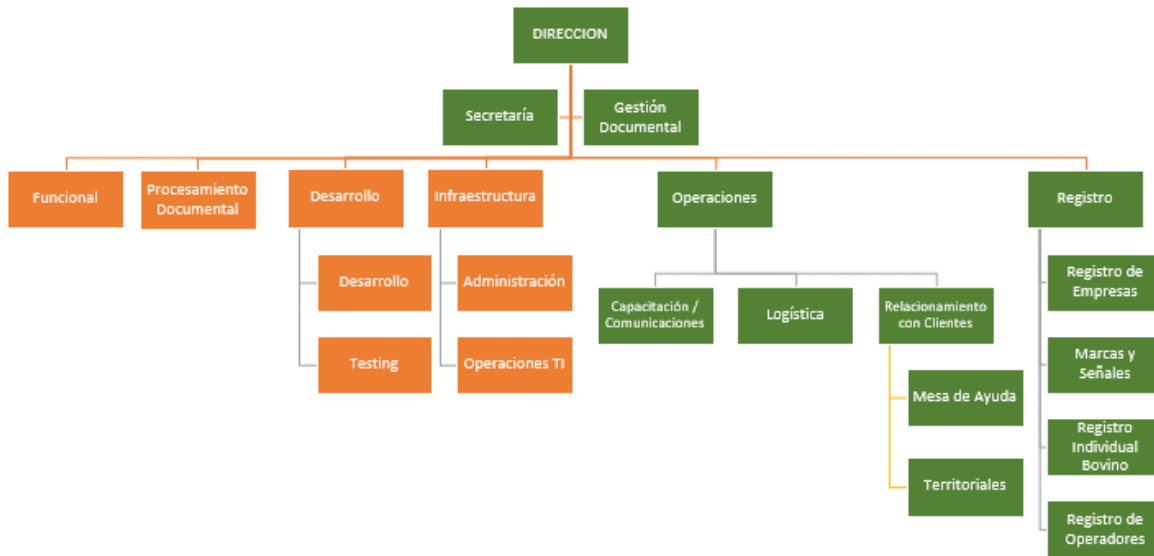 DIRECCION
Secretaría
Gestión
Documental
Funcional
Procesamiento
Documental
Desarrollo
Infraestructura
Operaciones
Registro
Desarrollo
Testing
Administración
Operaciones TI
Capacitación /
Comunicaciones
Logística
Relacionamiento
con Clientes
Mesa de Ayuda
Territoriales
Registro de
Empresas
Marcas y
Señales
Registro
Individual
Bovino
Registro de
Operadores